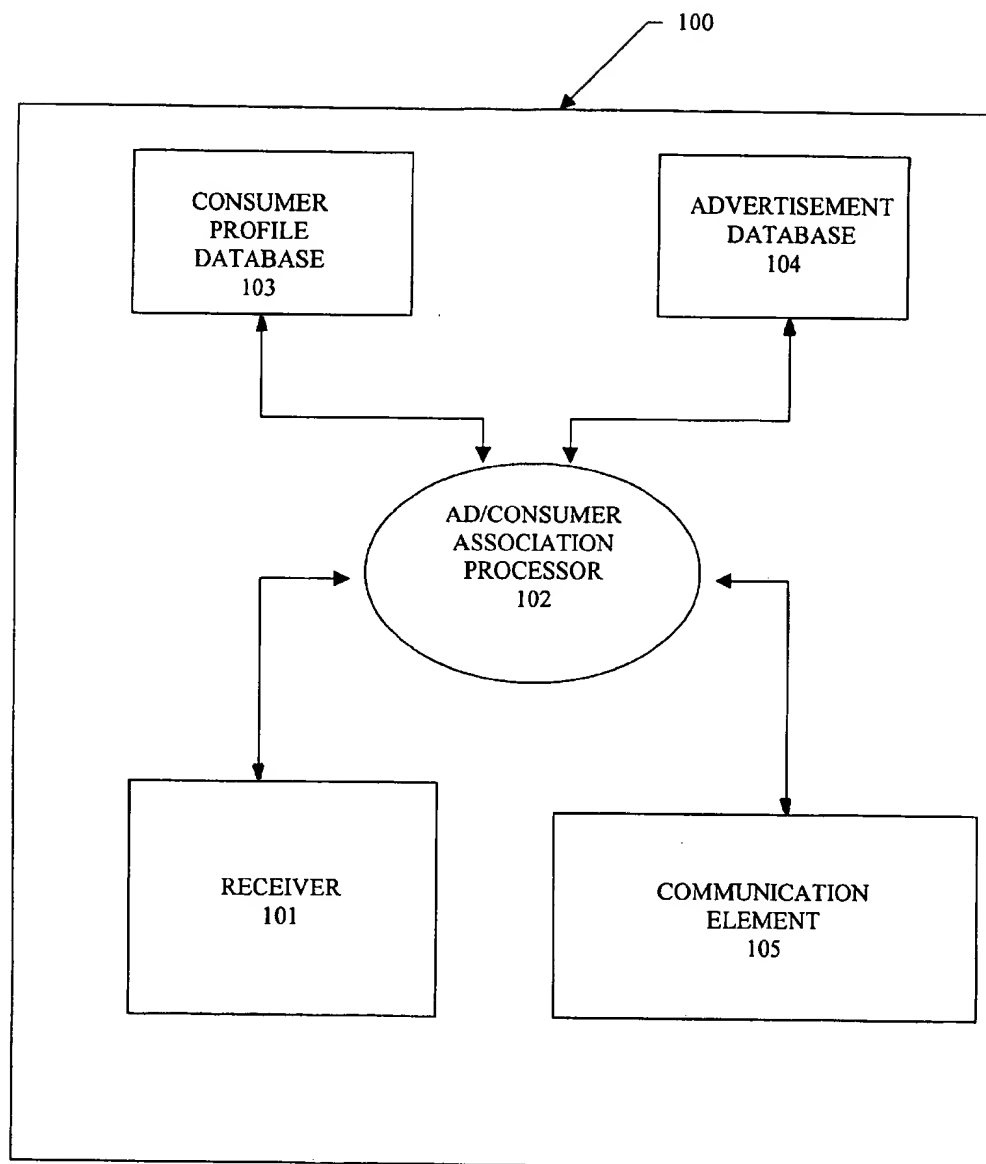 100
CONSUMER
PROFILE
DATABASE
103
ADVERTISEMENT
DATABASE
104
AD/CONSUMER
ASSOCIATION
PROCESSOR
102
RECEIVER
101
COMMUNICATION
ELEMENT
105